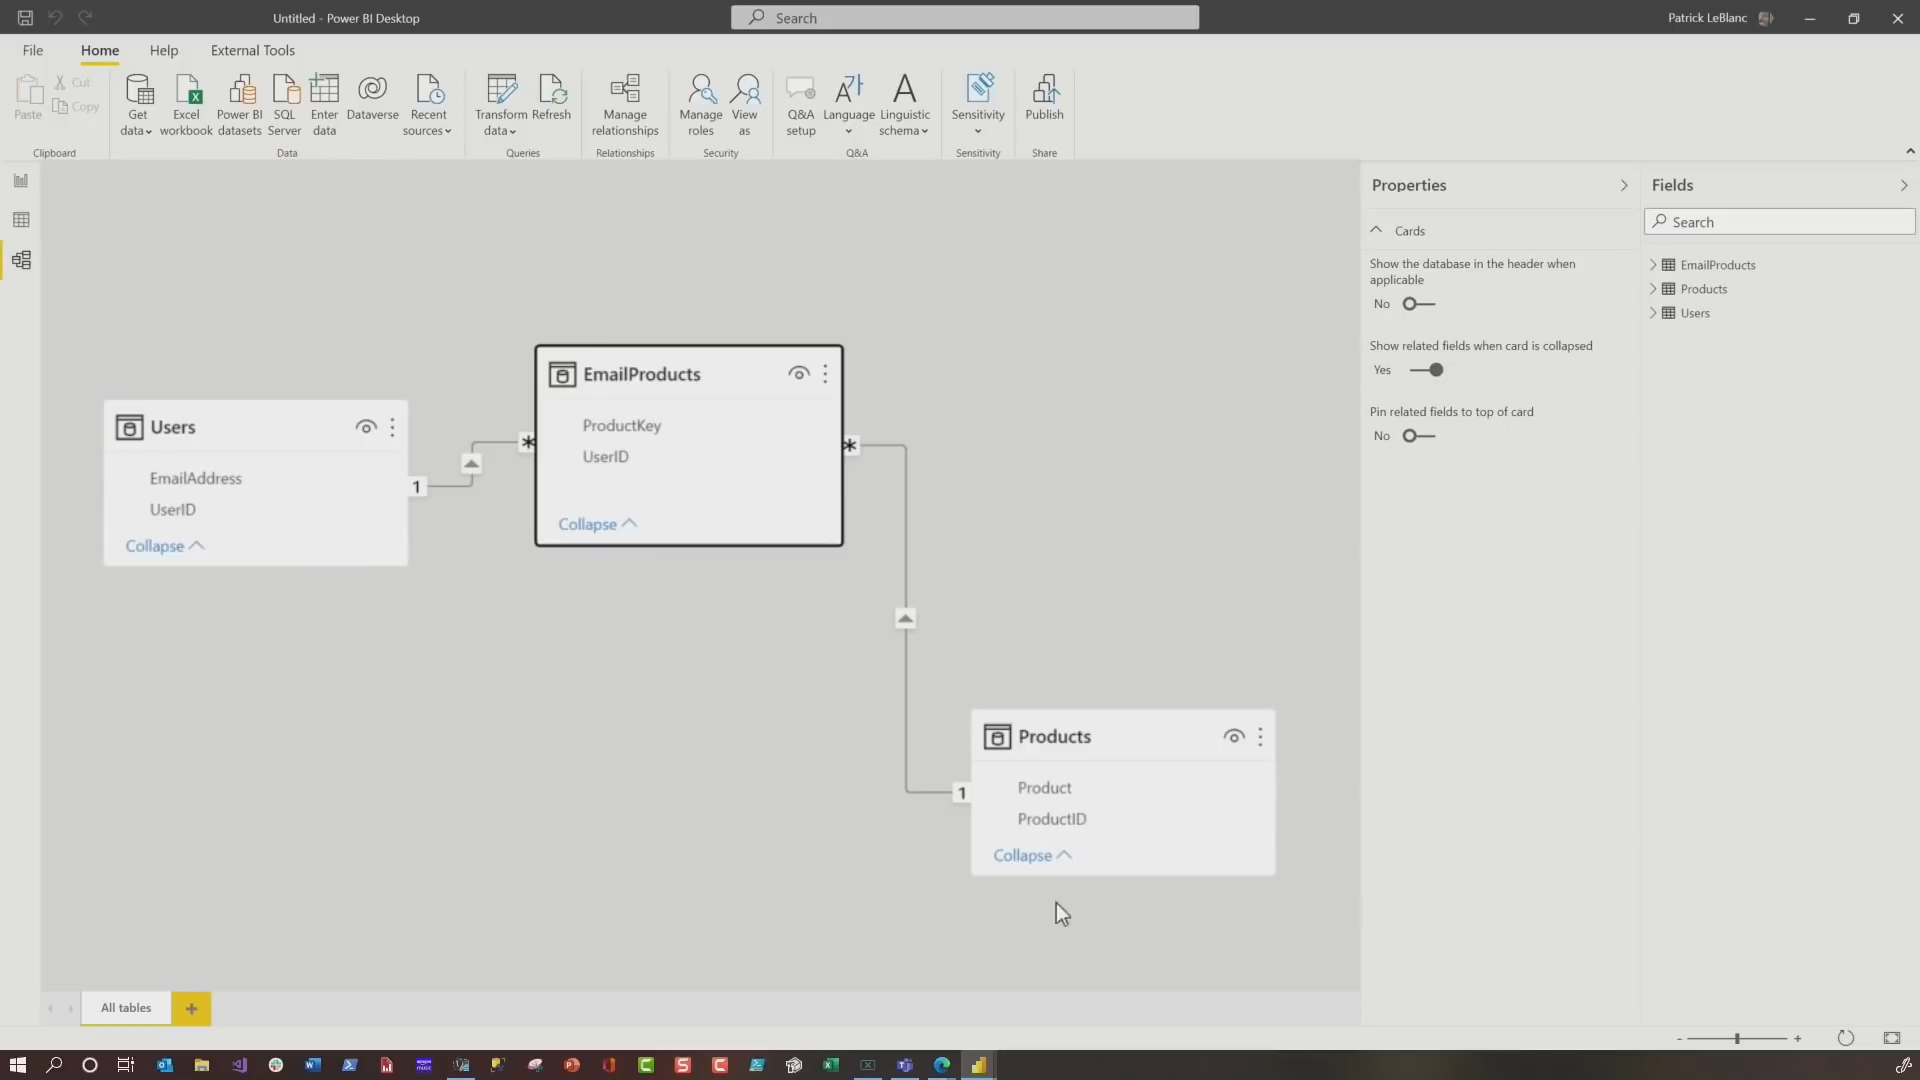 Untitled - Power BI Desktop
Search
Patrick LeBlanc
File
Home
Help
External Tools
Paste
Cut
Copy
Get data
Excel workbook
Power BI datasets
SQL Server
Enter data
Dataverse
Recent sources
Transform data
Refresh
Manage relationships
Manage roles
View as
Q&A setup
Language
Linguistic schema
Sensitivity
Publish
Clipboard
Data
Queries
Relationships
Security
Q&A
Sensitivity
Share
Users
EmailAddress
UserID
Collapse
1
*
EmailProducts
ProductKey
UserID
Collapse
*
1
Products
Product
ProductID
Collapse
Properties
Cards
Show the database in the header when
applicable
No
Show related fields when card is collapsed
Yes
Pin related fields to top of card
No
Fields
Search
EmailProducts
Products
Users
All tables
+
- +